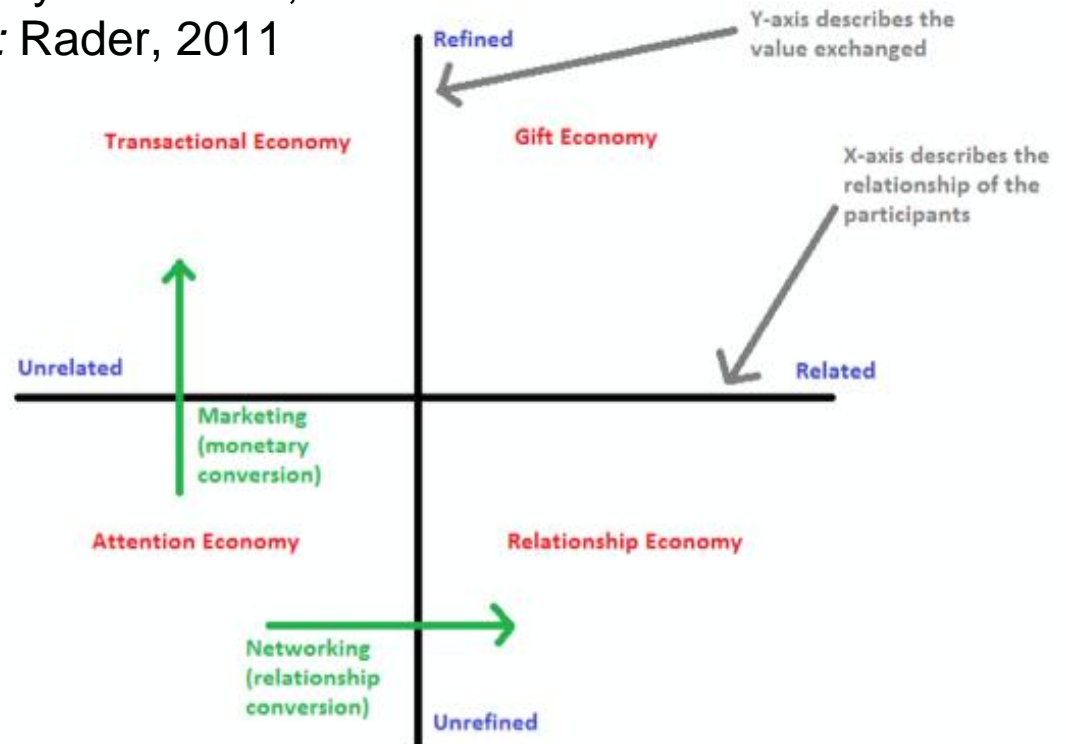 : Rader, 2011
Refined
Y-axis describes the
value exchanged
Transactional Economy
Gift Economy
X-axis describes the
relationship of the
participants
Unrelated
Related
Marketing
(monetary
conversion)
Attention Economy
Relationship Economy
Networking
(relationship
conversion)
Unrefined